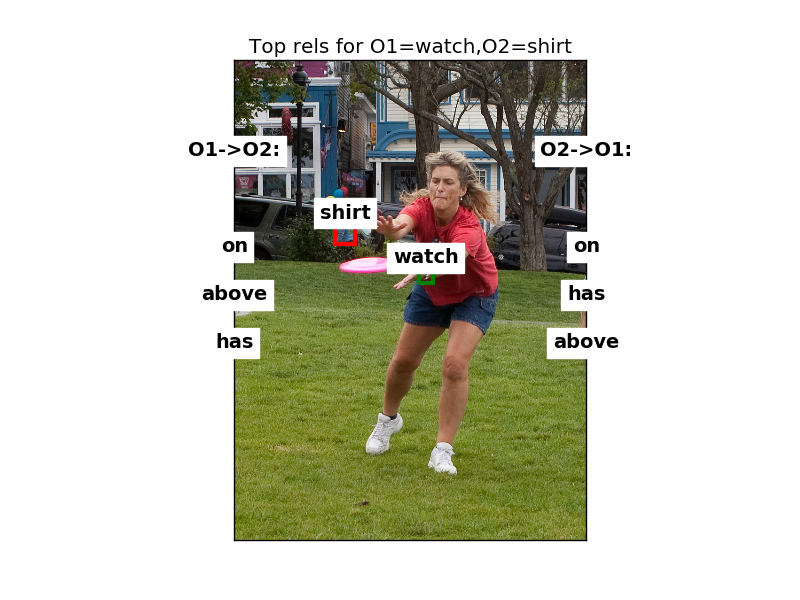 Top rels for O1=watch,O2=shirt
O1->O2:
O2->O1:
shirt
on
watch
on
above
has
has
above